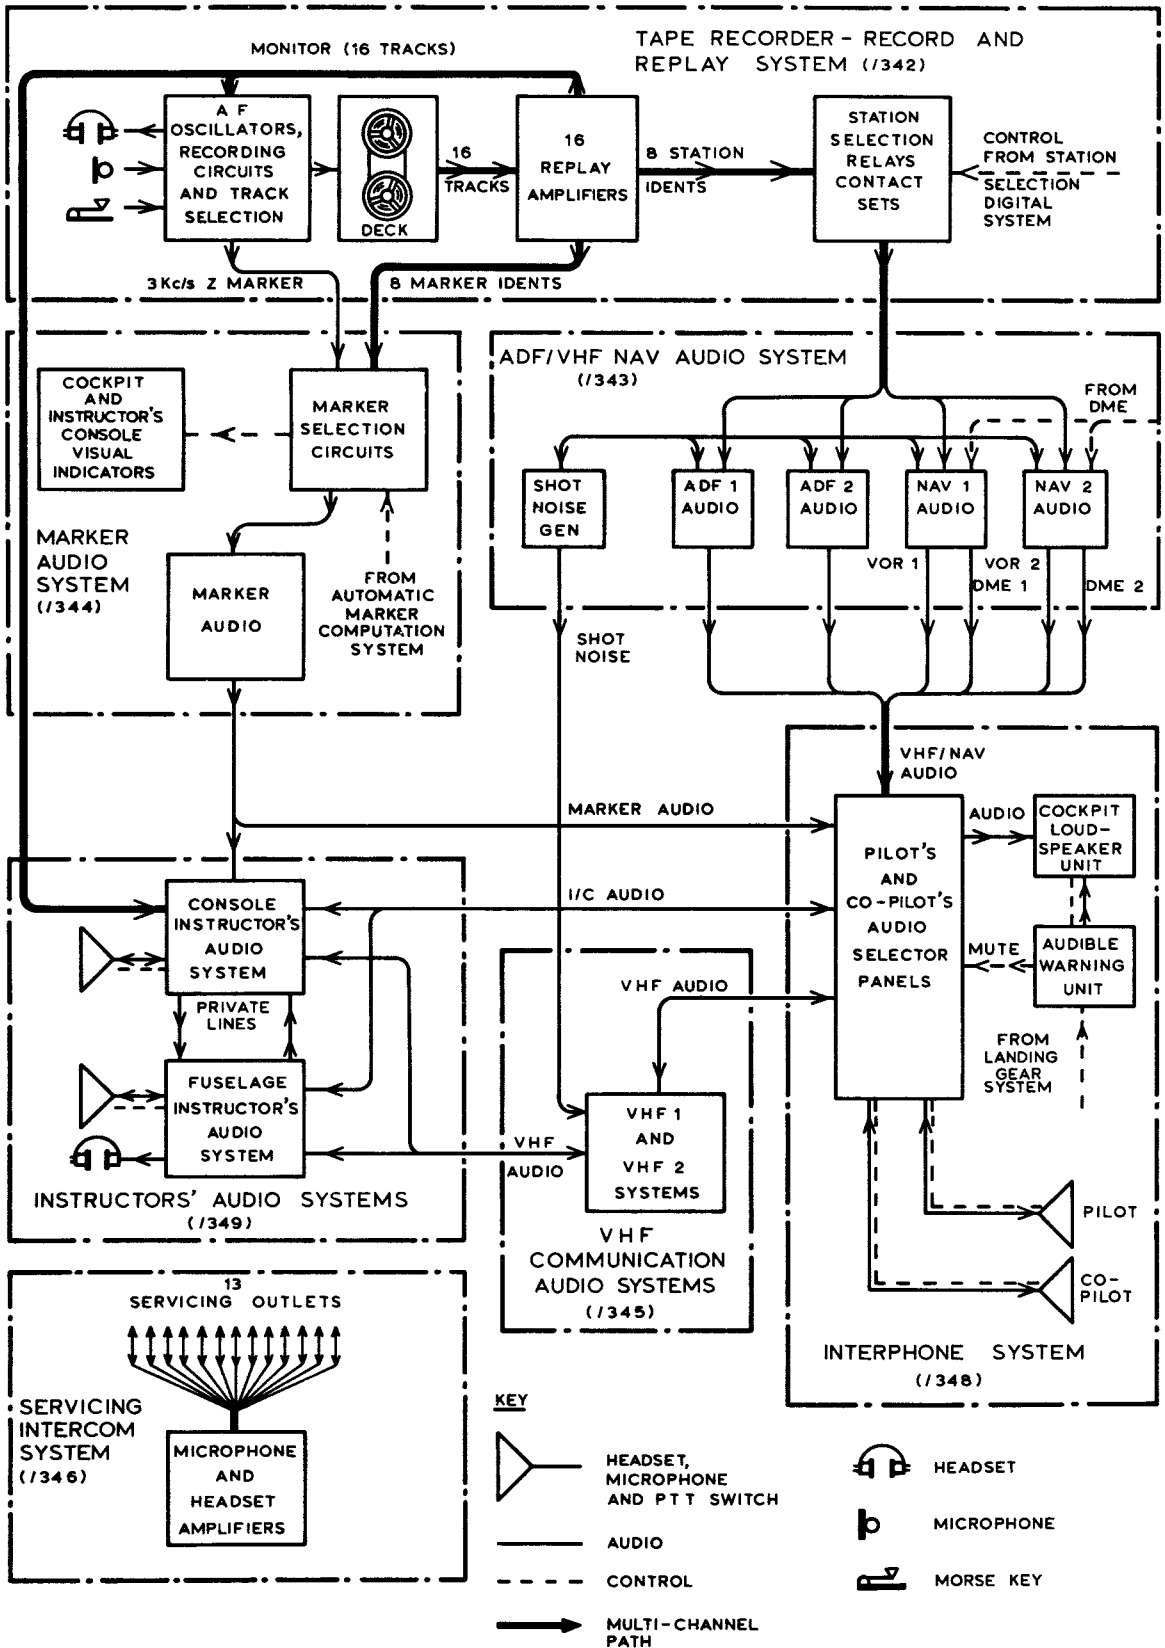 MONITOR (16 TRACKS)
TAPE RECORDER - RECORD AND
REPLAY SYSTEM (/342)
A F
OSCILLATORS,
RECORDING
CIRCUITS
AND TRACK
SELECTION
DECK
16
TRACKS
16
REPLAY
AMPLIFIERS
8 STATION
IDENTS
STATION
SELECTION
RELAYS
CONTACT
SETS
CONTROL
FROM STATION
SELECTION
DIGITAL
SYSTEM
3Kc/s Z MARKER
8 MARKER IDENTS
COCKPIT
AND
INSTRUCTOR'S
CONSOLE
VISUAL
INDICATORS
MARKER
SELECTION
CIRCUITS
MARKER
AUDIO
SYSTEM
(/344)
MARKER
AUDIO
FROM
AUTOMATIC
MARKER
COMPUTATION
SYSTEM
ADF/VHF NAV AUDIO SYSTEM
(/343)
FROM
DME
SHOT
NOISE
GEN
ADF 1
AUDIO
ADF 2
AUDIO
NAV 1
AUDIO
NAV 2
AUDIO
VOR 1
DME 1
VOR 2
DME 2
SHOT
NOISE
VHF/NAV
AUDIO
MARKER AUDIO
I/C AUDIO
VHF AUDIO
PILOT'S
AND
CO-PILOT'S
AUDIO
SELECTOR
PANELS
AUDIO
COCKPIT
LOUD-
SPEAKER
UNIT
MUTE
AUDIBLE
WARNING
UNIT
FROM
LANDING
GEAR
SYSTEM
PILOT
CO-
PILOT
INTERPHONE SYSTEM
(/348)
CONSOLE
INSTRUCTOR'S
AUDIO
SYSTEM
PRIVATE
LINES
FUSELAGE
INSTRUCTOR'S
AUDIO
SYSTEM
INSTRUCTORS' AUDIO SYSTEMS
(/349)
VHF
AUDIO
VHF 1
AND
VHF 2
SYSTEMS
VHF
COMMUNICATION
AUDIO SYSTEMS
(/345)
13
SERVICING OUTLETS
SERVICING
INTERCOM
SYSTEM
(/346)
MICROPHONE
AND
HEADSET
AMPLIFIERS
KEY
HEADSET,
MICROPHONE
AND PTT SWITCH
AUDIO
CONTROL
MULTI-CHANNEL
PATH
HEADSET
MICROPHONE
MORSE KEY